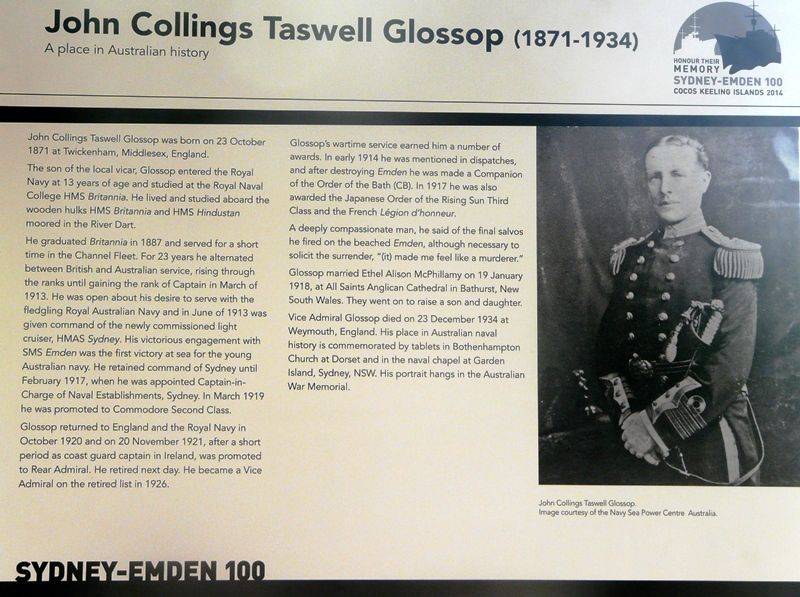 John Collings Taswell Glossop (1871-1934)
A place in Australian history
HONOUR THEIR
MEMORY
SYDNEY-EMDEN 100
COCOS KEELING ISLANDS 2014
John Collings Taswell Glossop was born on 23 October
1871 at Twickenham, Middlesex, England.
The son of the local vicar, Glossop entered the Royal
Navy at 13 years of age and studied at the Royal Naval
College HMS Britannia. He lived and studied aboard the
wooden hulks HMS Britannia and HMS Hindustan
moored in the River Dart.
He graduated Britannia in 1887 and served for a short
time in the Channel Fleet. For 23 years he alternated
between British and Australian service, rising through
the ranks until gaining the rank of Captain in March of
1913. He was open about his desire to serve with the
fledgling Royal Australian Navy and in June of 1913 was
given command of the newly commissioned light
cruiser, HMAS Sydney. His victorious engagement with
SMS Emden was the first victory at sea for the young
Australian navy. He retained command of Sydney until
February 1917, when he was appointed Captain-in-
Charge of Naval Establishments, Sydney. In March 1919
he was promoted to Commodore Second Class.
Glossop returned to England and the Royal Navy in
October 1920 and on 20 November 1921, after a short
period as coast guard captain in Ireland, was promoted
to Rear Admiral. He retired next day. He became a Vice
Admiral on the retired list in 1926.
Glossop's wartime service earned him a number of
awards. In early 1914 he was mentioned in dispatches,
and after destroying Emden he was made a Companion
of the Order of the Bath (CB). In 1917 he was also
awarded the Japanese Order of the Rising Sun Third
Class and the French Légion d'honneur.
A deeply compassionate man, he said of the final salvos
he fired on the beached Emden, although necessary to
solicit the surrender, "(it) made me feel like a murderer."
Glossop married Ethel Alison McPhillamy on 19 January
1918, at All Saints Anglican Cathedral in Bathurst, New
South Wales. They went on to raise a son and daughter.
Vice Admiral Glossop died on 23 December 1934 at
Weymouth, England. His place in Australian naval
history is commemorated by tablets in Bothenhampton
Church at Dorset and in the naval chapel at Garden
Island, Sydney, NSW. His portrait hangs in the Australian
War Memorial.
John Collings Taswell Glossop.
Image courtesy of the Navy Sea Power Centre Australia.
SYDNEY-EMDEN 100